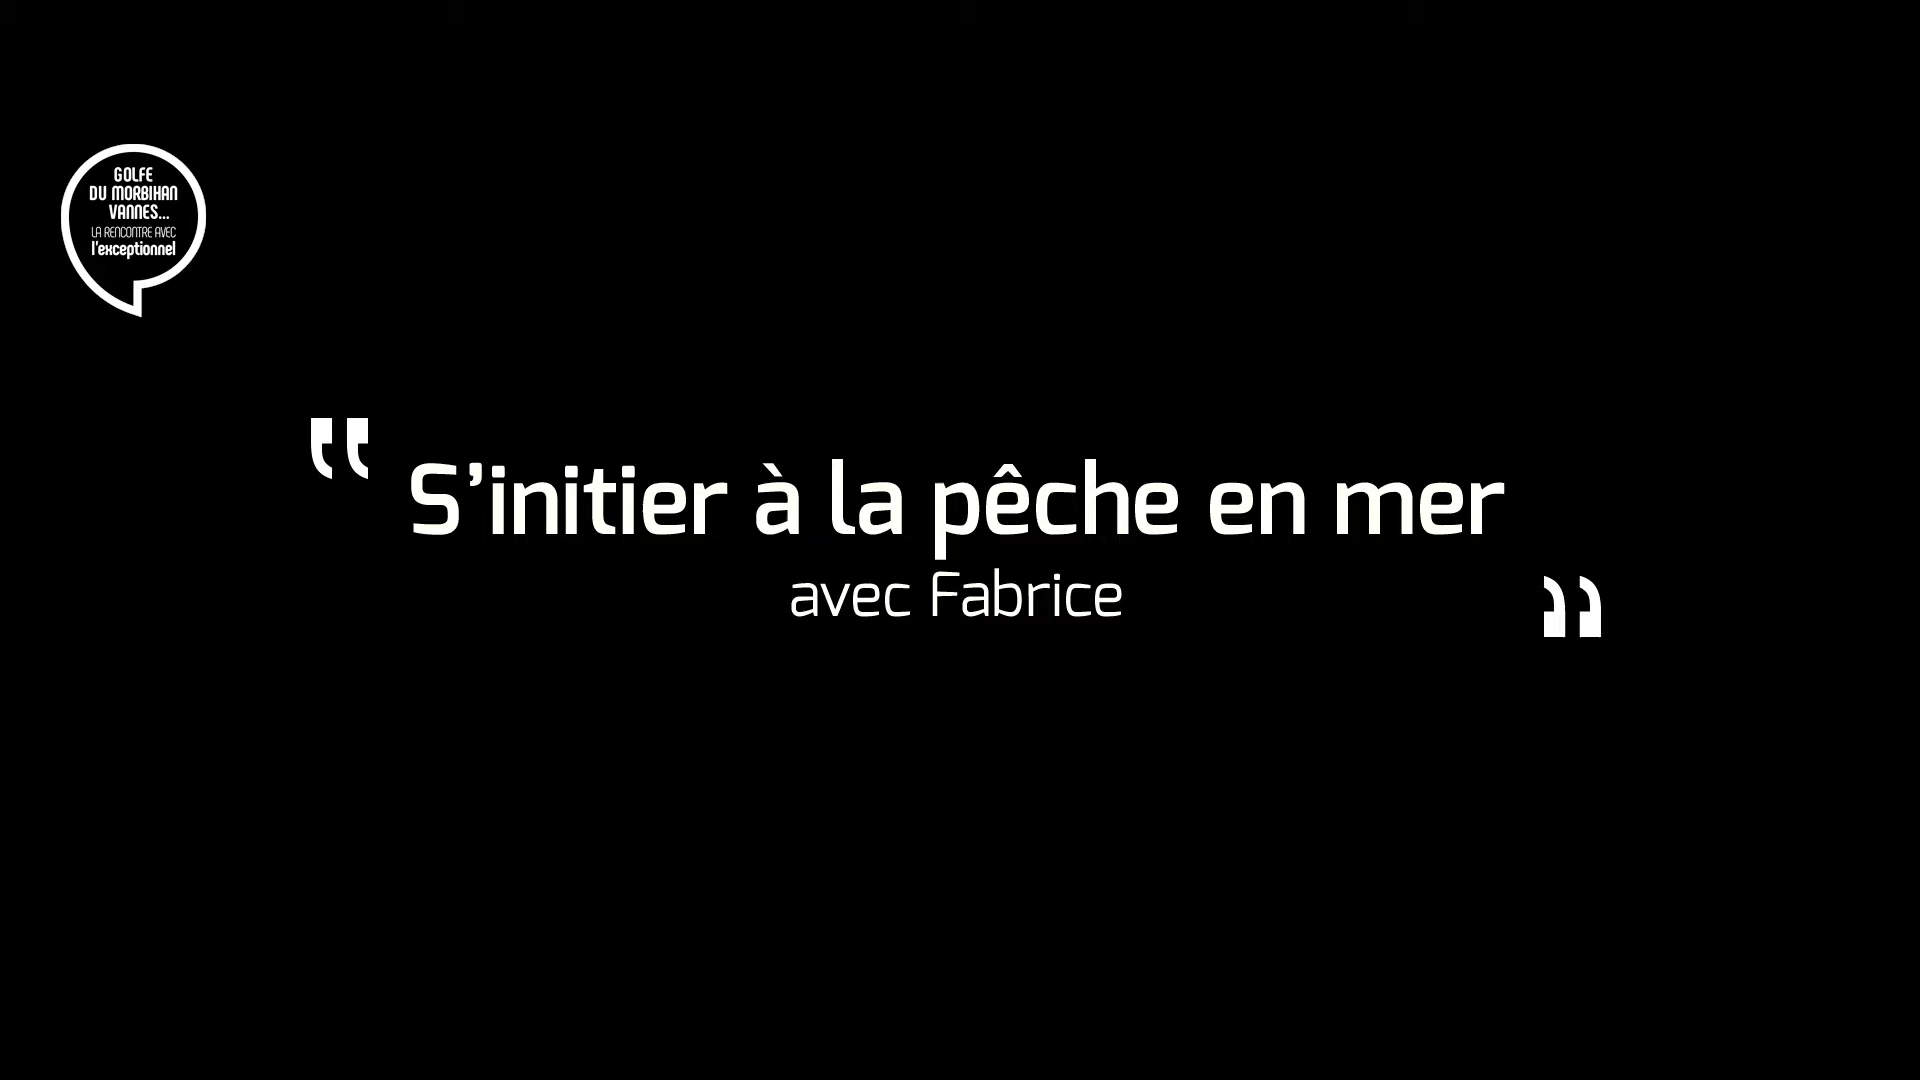 GOLFE
DU MORBIHAN
VANNES...
LA RENCONTRE AVEC
l'exceptionnel
" S’initier à la pêche en mer
avec Fabrice "